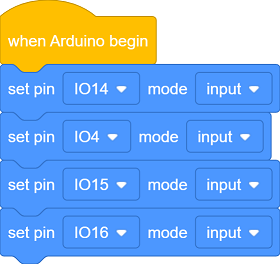 when Arduino begin
set pin IO14 mode input
set pin IO4 mode input
set pin IO15 mode input
set pin IO16 mode input